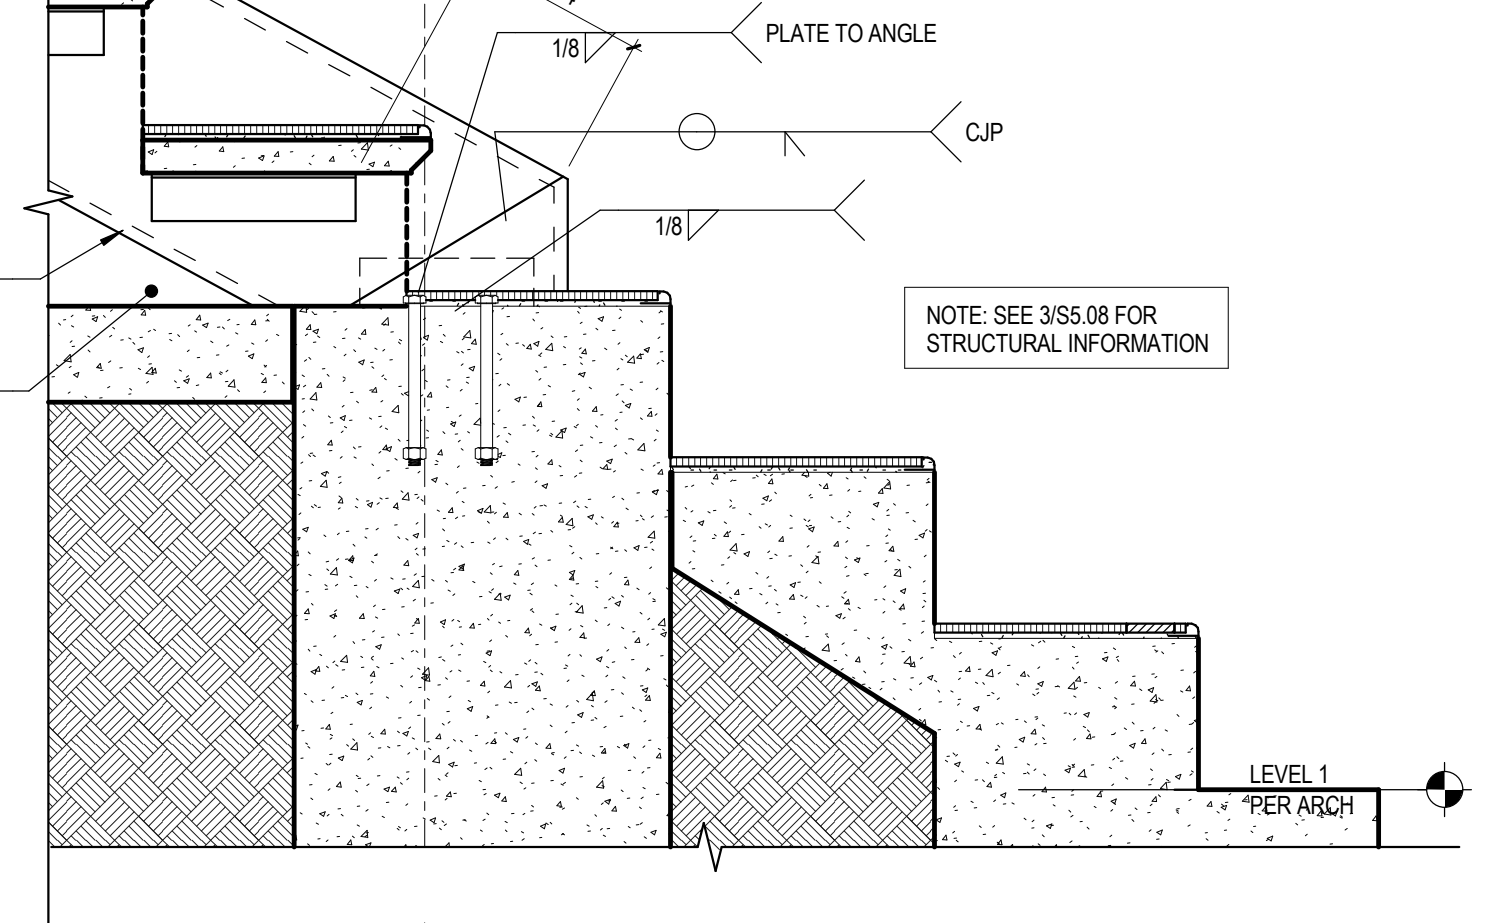 PLATE TO ANGLE
1/8
CJP
1/8
NOTE: SEE 3/S5.08 FOR
STRUCTURAL INFORMATION
LEVEL 1
PER ARCH